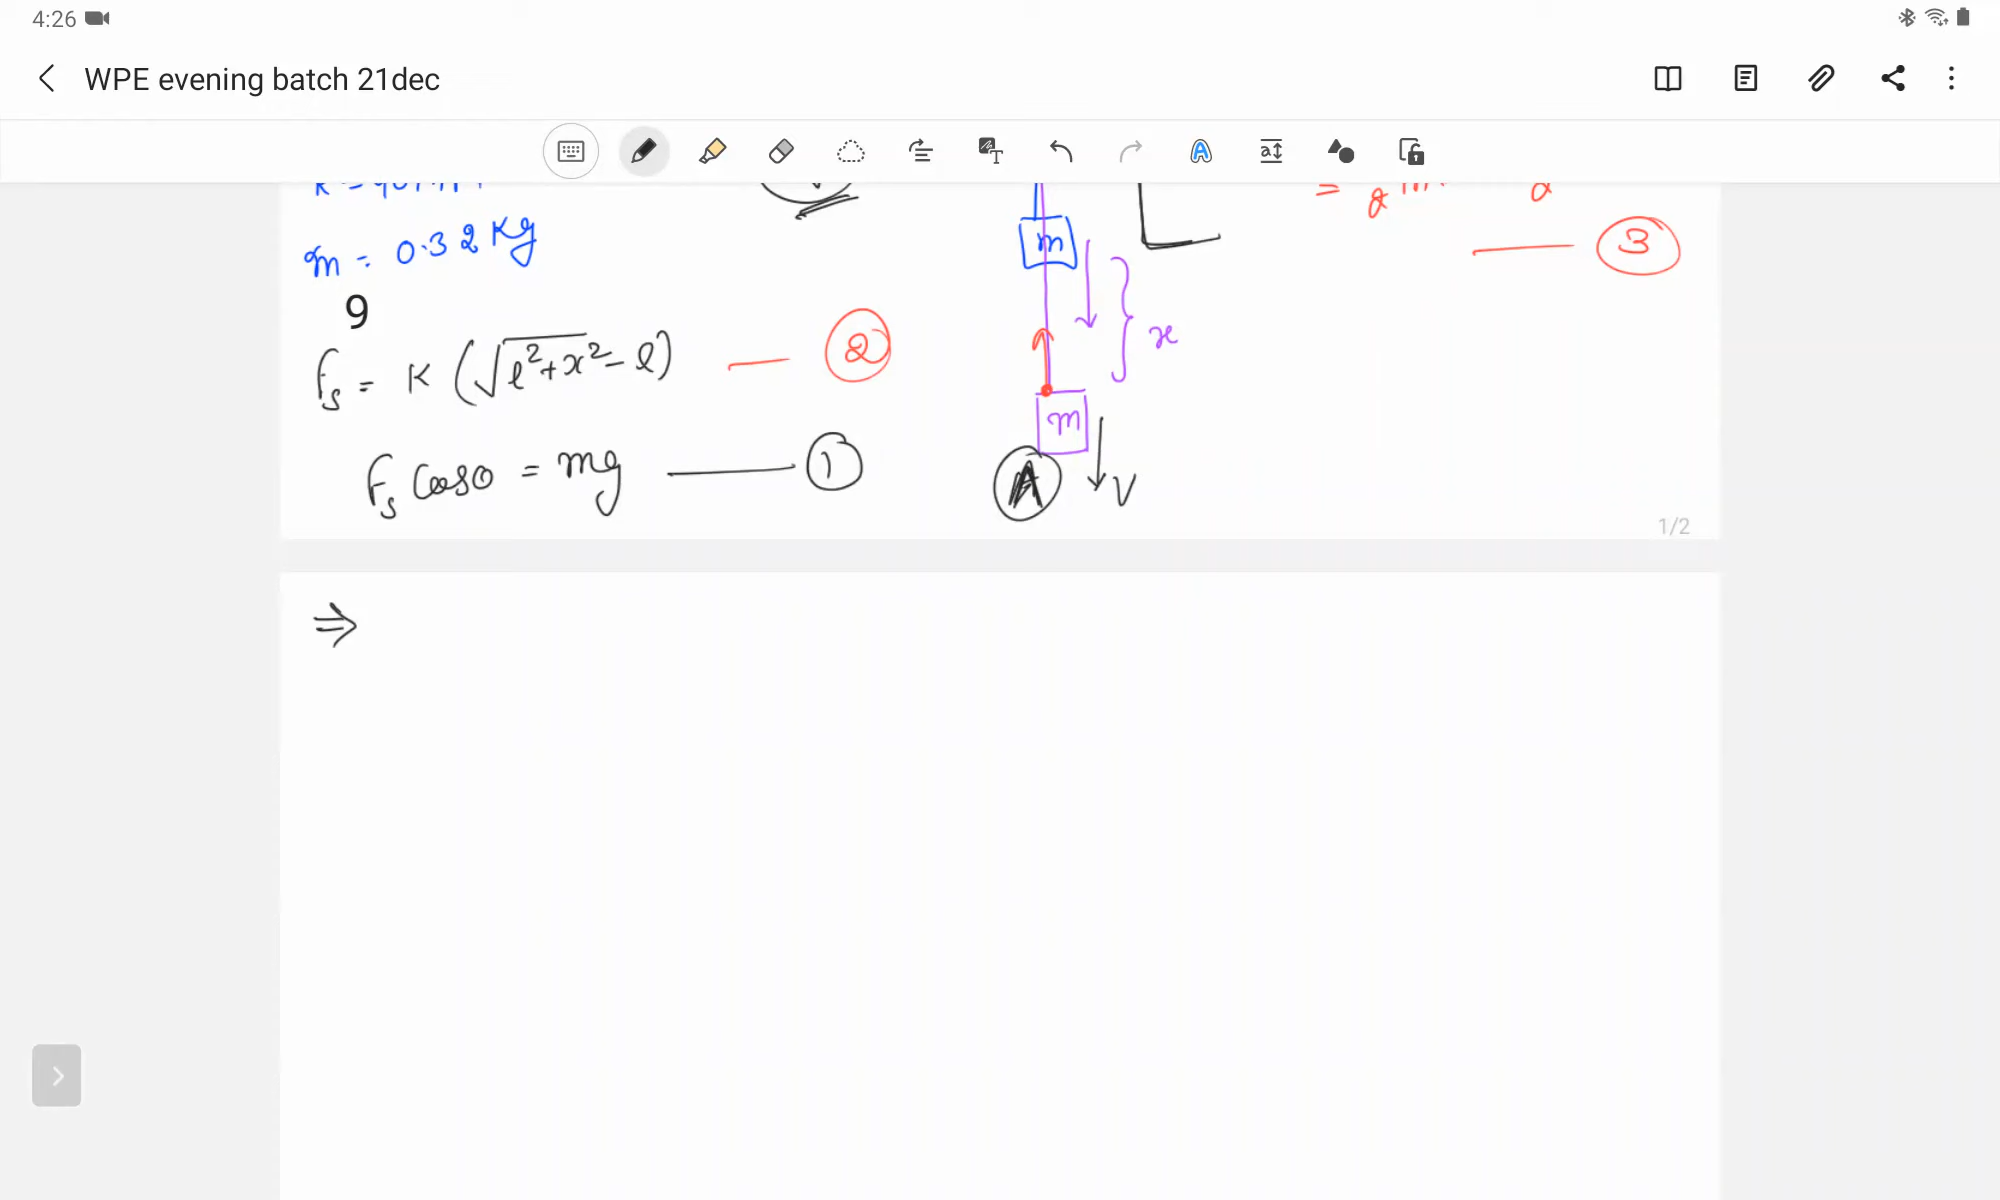 4:26
WPE evening batch 21dec
m = 0.32 Kg
9
Fs = K (√l²+x² - l) — ②
Fs Cosθ = mg — ①
m
x
m
A
V
③
1/2
⇒